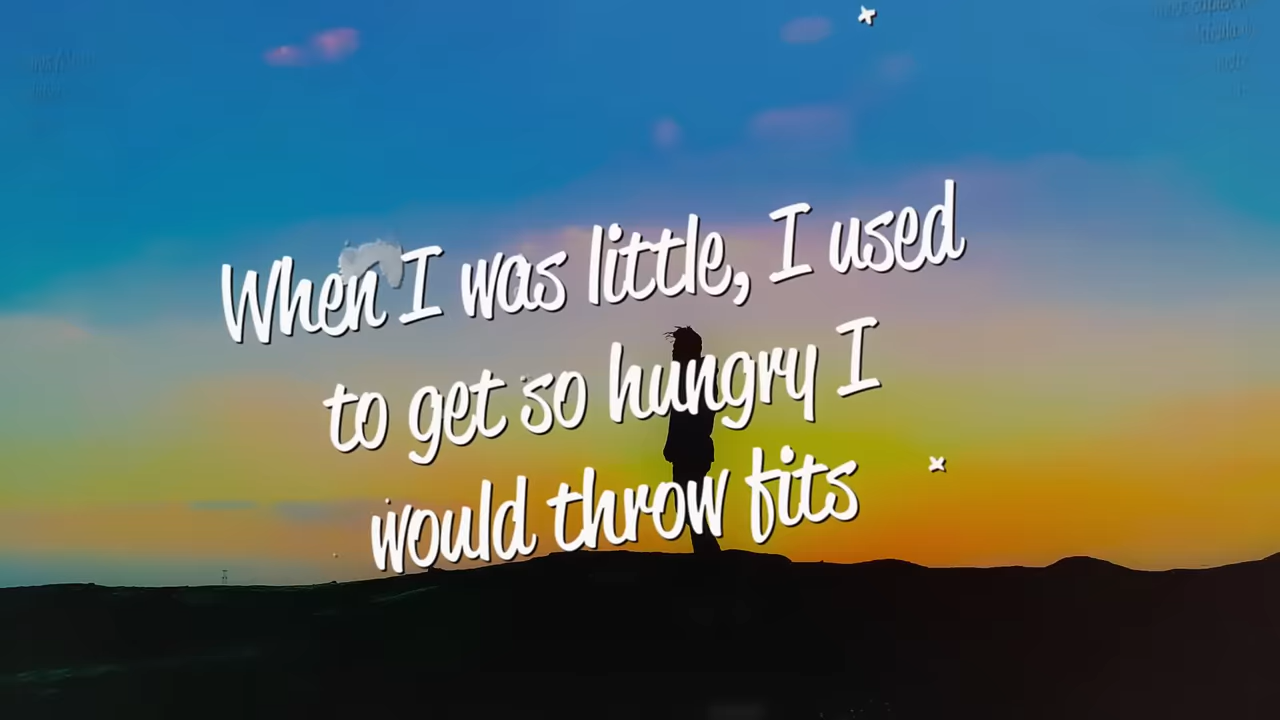 When I was little, I used
to get so hungry I
would throw fits